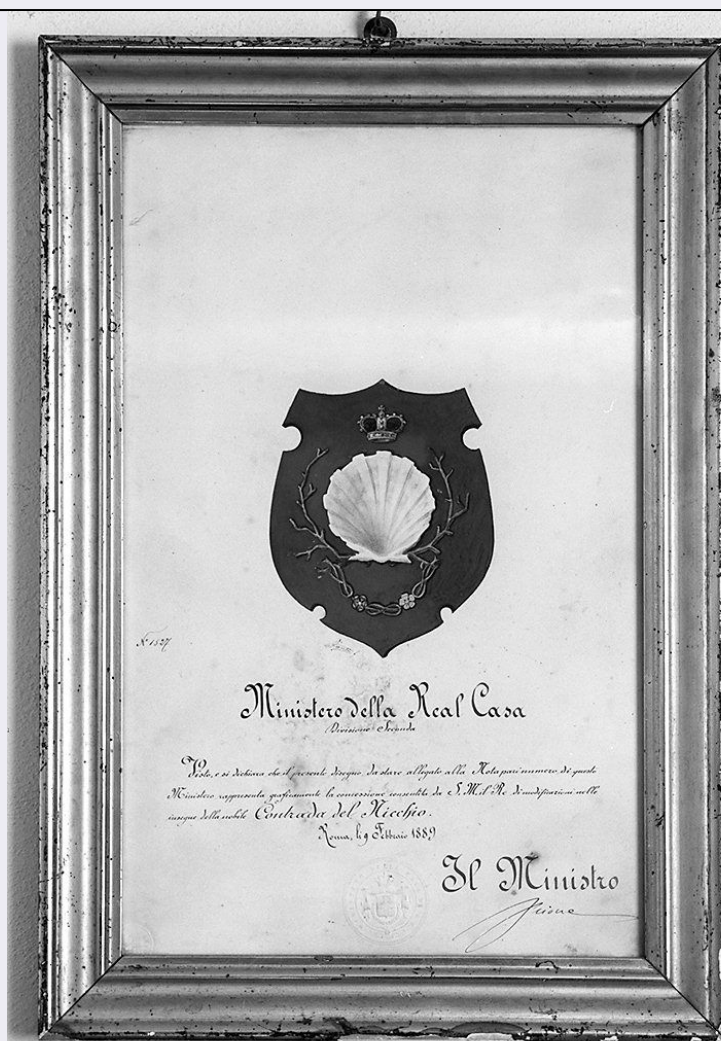 N. 1527
Ministero della Real Casa
Divisione Seconda
Visto, e si dichiara che il presente disegno, da stare allegato alla Nota pari numero, di questo
Ministero, rappresenta graficamente la concessione consentita da S. M. il Re di modificazioni nelle
insegne della nobile Contrada del Nicchio.
Roma, li 9 Febbraio 1889
Il Ministro